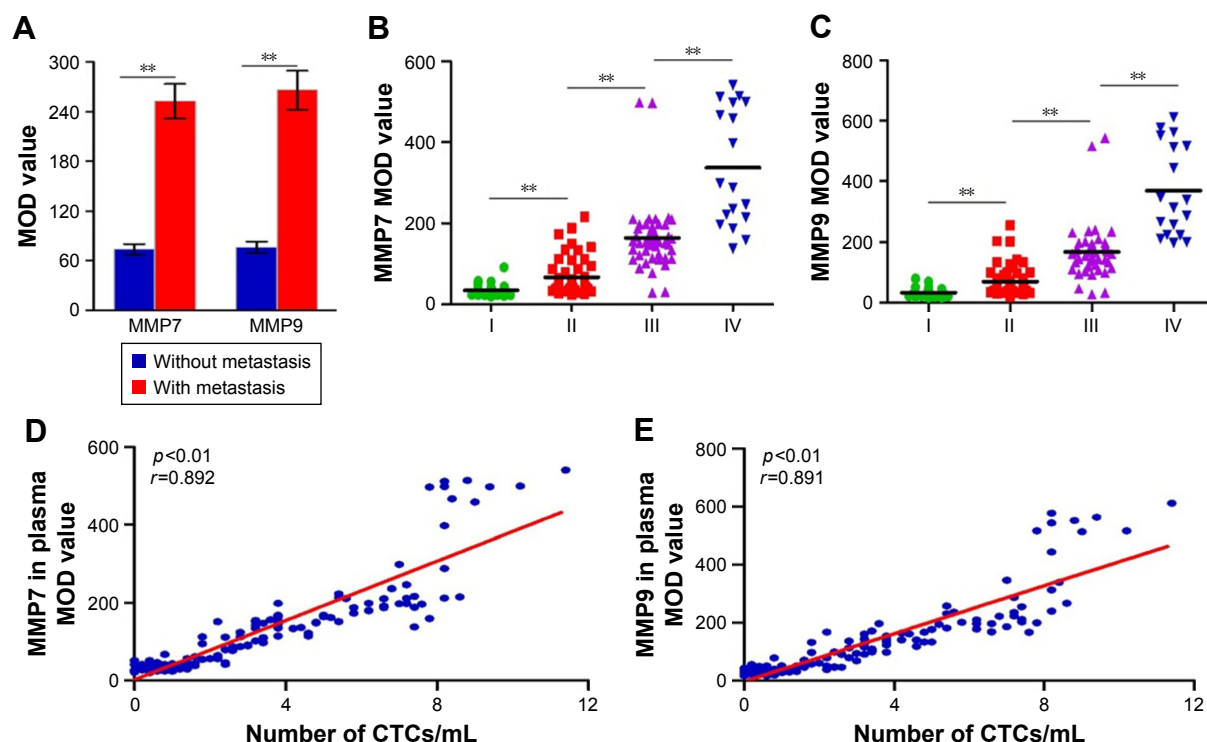 A
MOD value
300
240
180
120
60
0
**
**
MMP7
MMP9
Without metastasis
With metastasis
B
MMP7 MOD value
600
400
200
0
**
**
**
I
II
III
IV
C
MMP9 MOD value
800
600
400
200
0
**
**
**
I
II
III
IV
D
MMP7 in plasma
MOD value
600
400
200
0
p<0.01
r=0.892
0
4
8
12
Number of CTCs/mL
E
MMP9 in plasma
MOD value
800
600
400
200
0
p<0.01
r=0.891
0
4
8
12
Number of CTCs/mL